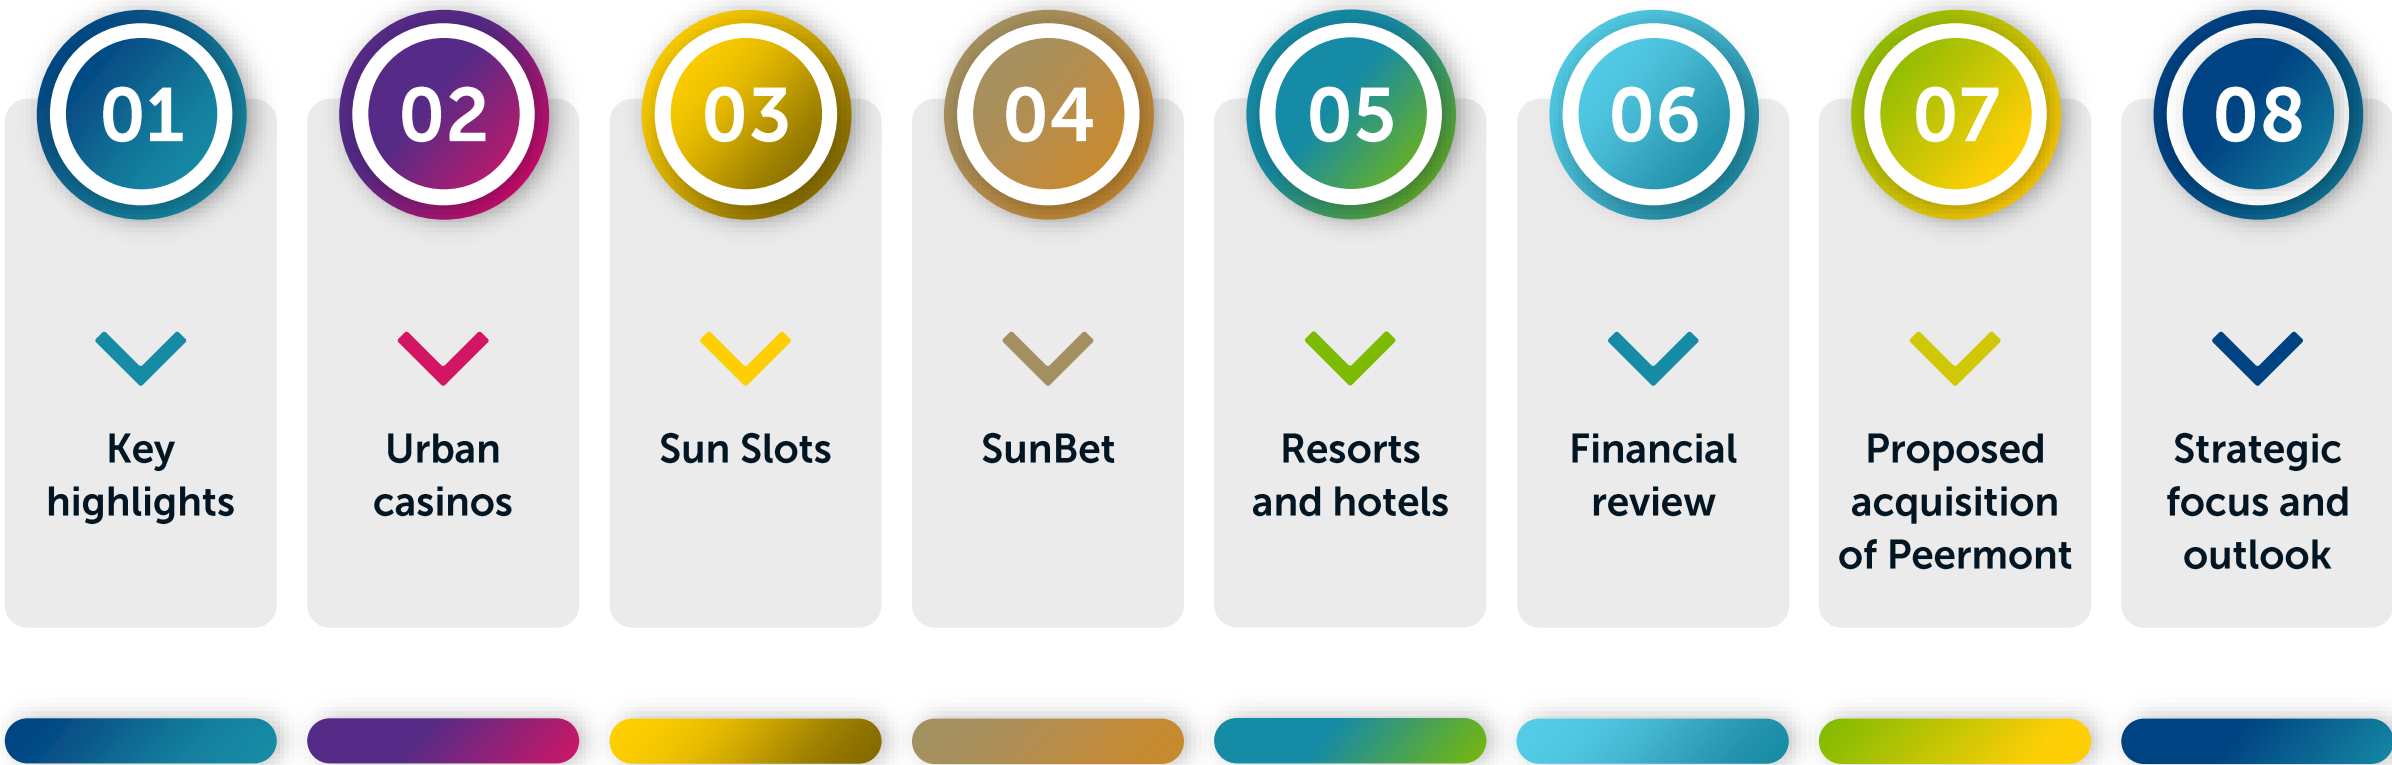 01
Key
highlights
02
Urban
casinos
03
Sun Slots
04
SunBet
05
Resorts
and hotels
06
Financial
review
07
Proposed
acquisition
of Peermont
08
Strategic
focus and
outlook